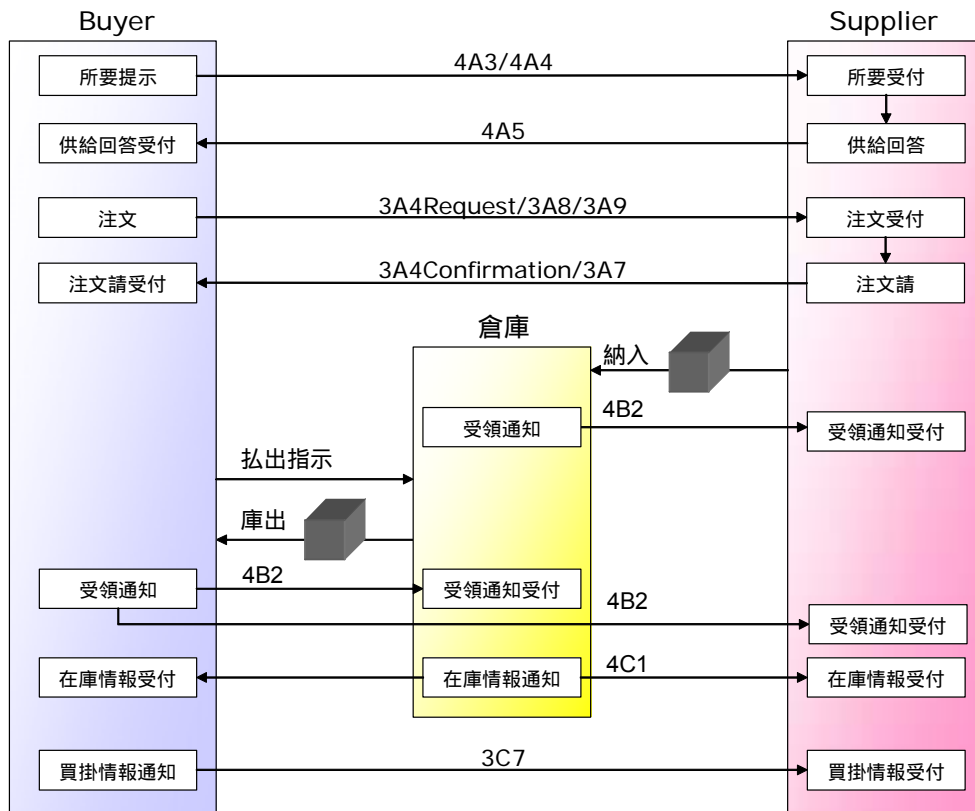 Buyer
Supplier
所要提示
4A3/4A4
所要受付
供給回答受付
4A5
供給回答
注文
3A4Request/3A8/3A9
注文受付
注文請受付
3A4Confirmation/3A7
注文請
倉庫
納入
受領通知
4B2
受領通知受付
払出指示
庫出
受領通知
4B2
受領通知受付
4B2
受領通知受付
在庫情報受付
在庫情報通知
4C1
在庫情報受付
買掛情報通知
3C7
買掛情報受付